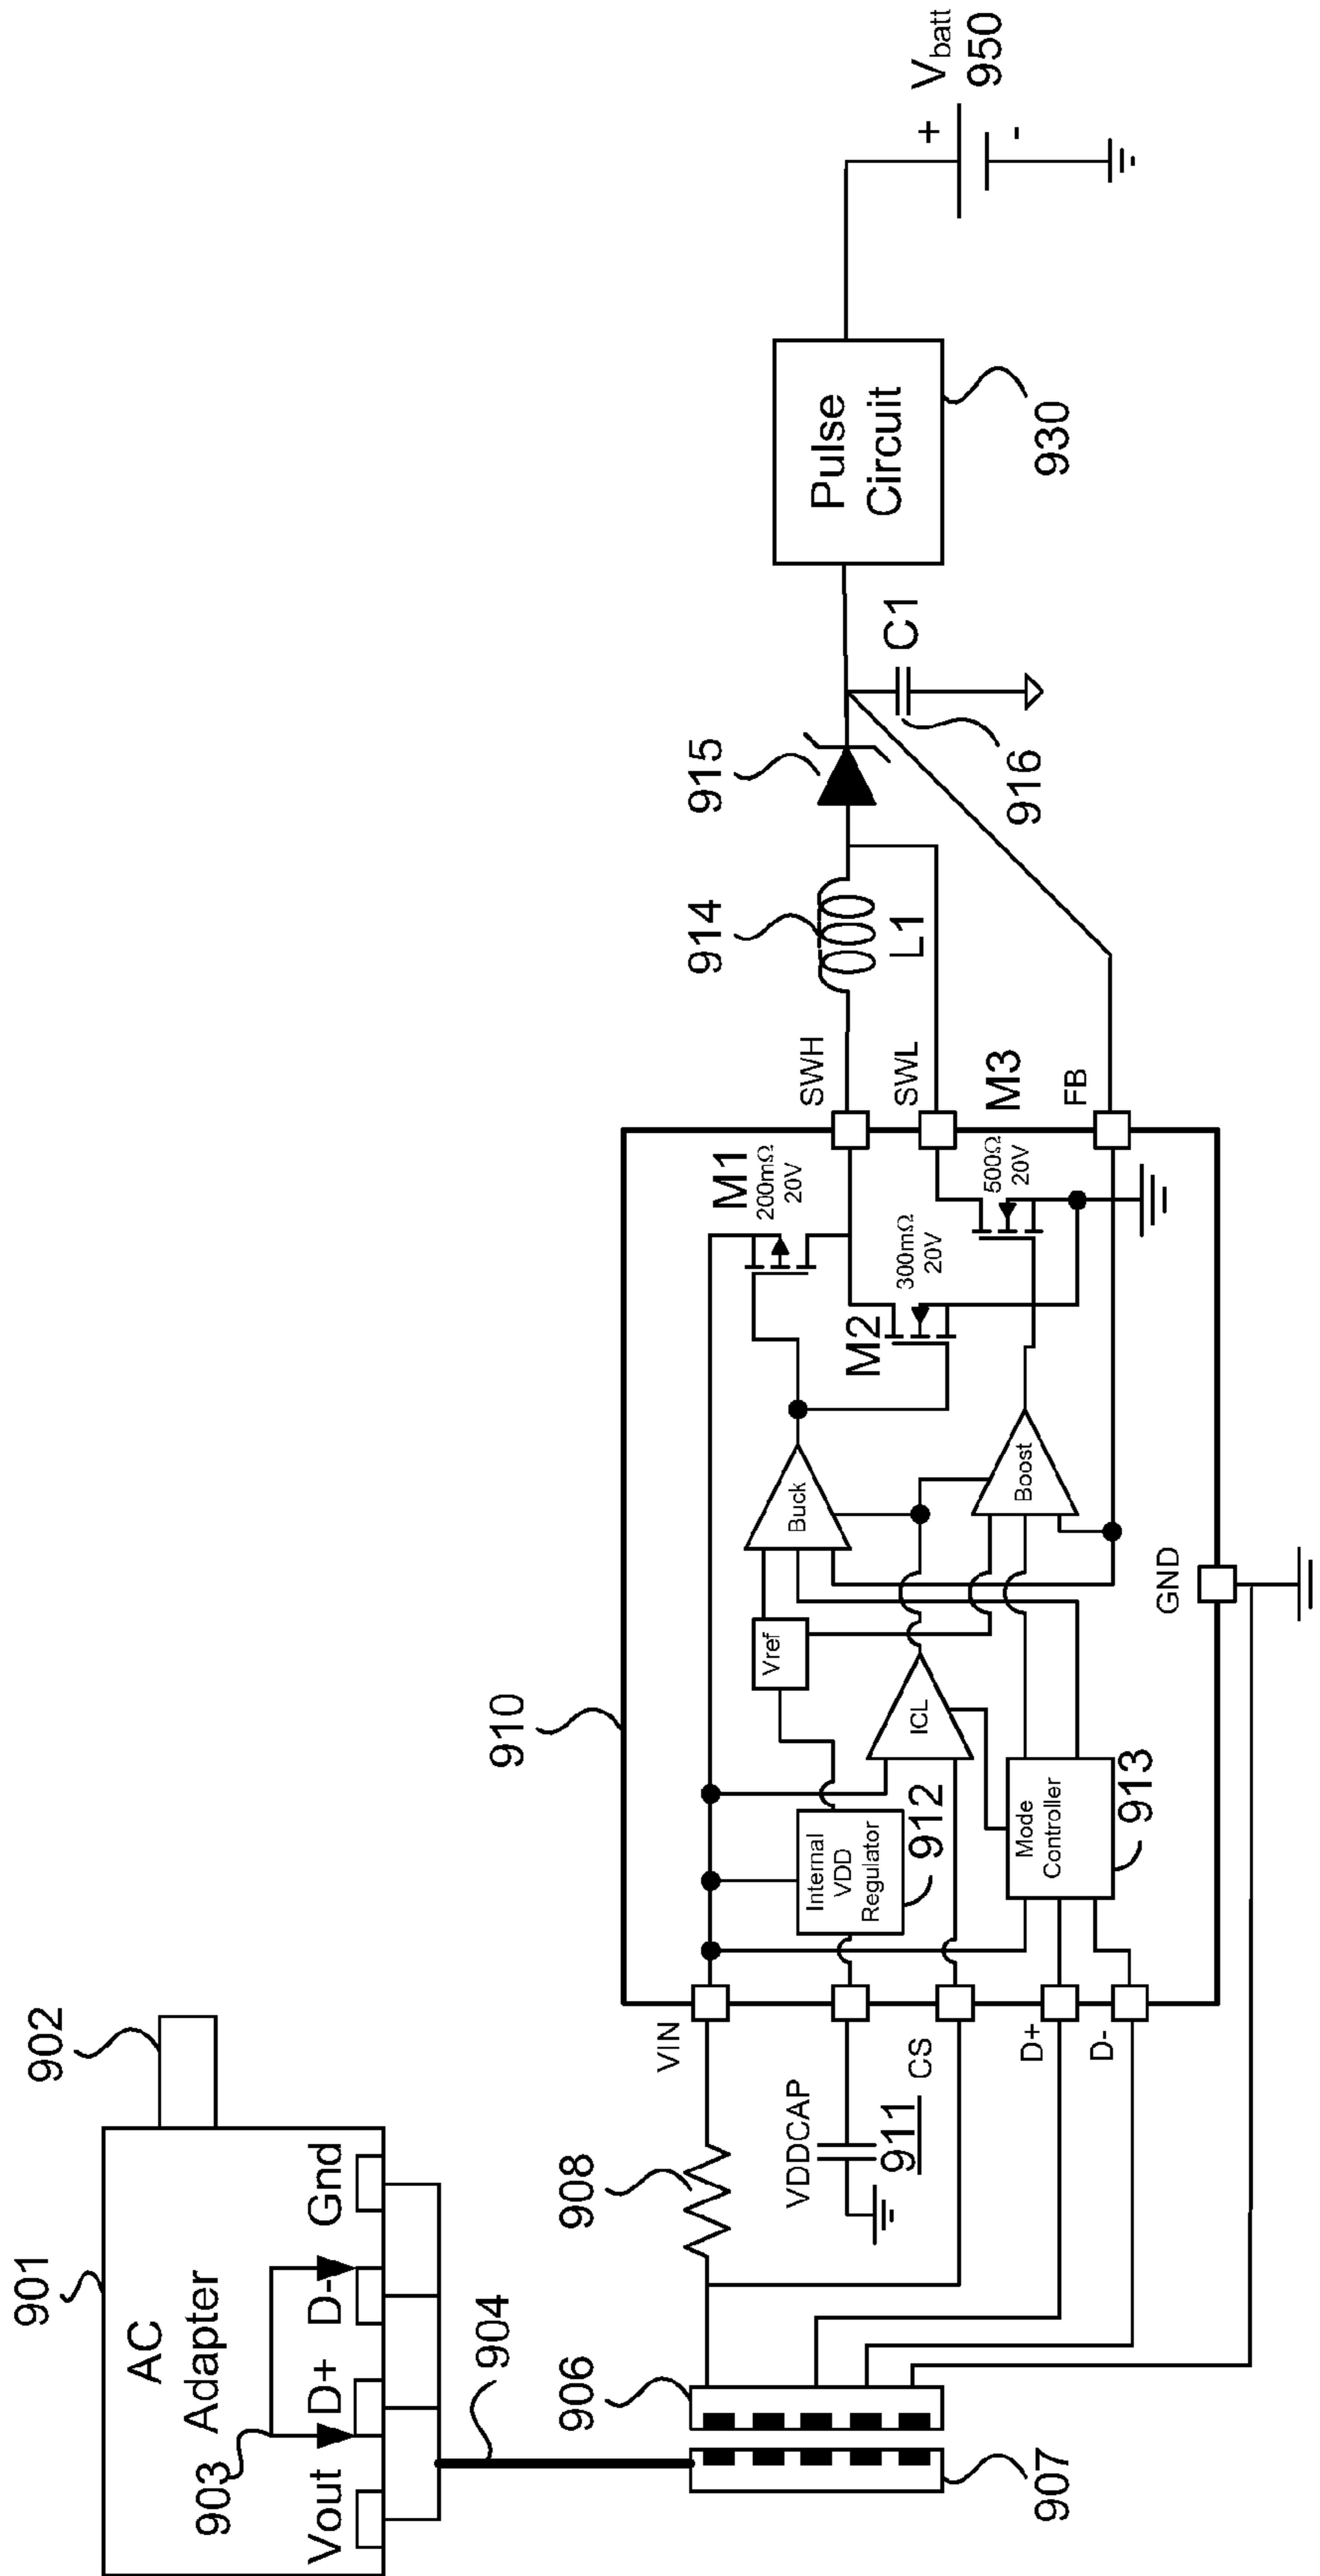 901
902
AC
Adapter
903
Vout
D+
D-
Gnd
904
906
907
908
VDDCAP
911
VIN
CS
D+
D-
910
Internal
VDD
Regulator
912
Mode
Controller
913
ICL
Vref
Buck
Boost
GND
M1
200mΩ
20V
M2
300mΩ
20V
M3
500Ω
20V
SWH
SWL
FB
914
L1
915
C1
916
Pulse
Circuit
930
+
Vbatt
950
-